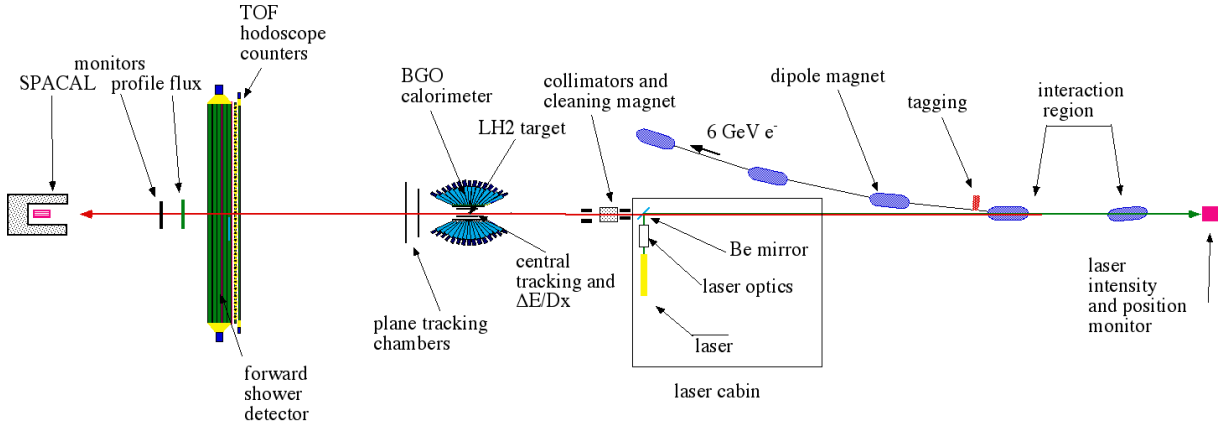 TOF
hodoscope
counters
monitors
SPACAL profile flux
BGO
calorimeter
LH2 target
collimators and
cleaning magnet
6 GeV e-
dipole magnet
tagging
interaction
region
central
tracking and
ΔE/Dx
plane tracking
chambers
Be mirror
laser optics
laser
laser cabin
laser
intensity
and position
monitor
forward
shower
detector